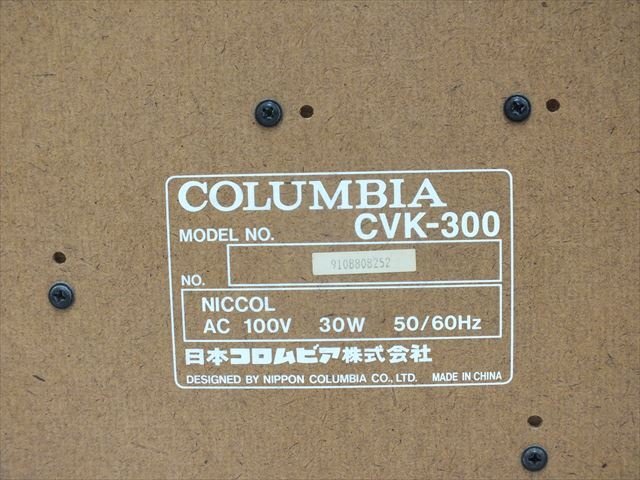 COLUMBIA
MODEL NO. CVK-300
NO. 9108808252
NICCOL
AC 100V 30W 50/60Hz
日本コロムビア株式会社
DESIGNED BY NIPPON COLUMBIA CO., LTD. MADE IN CHINA